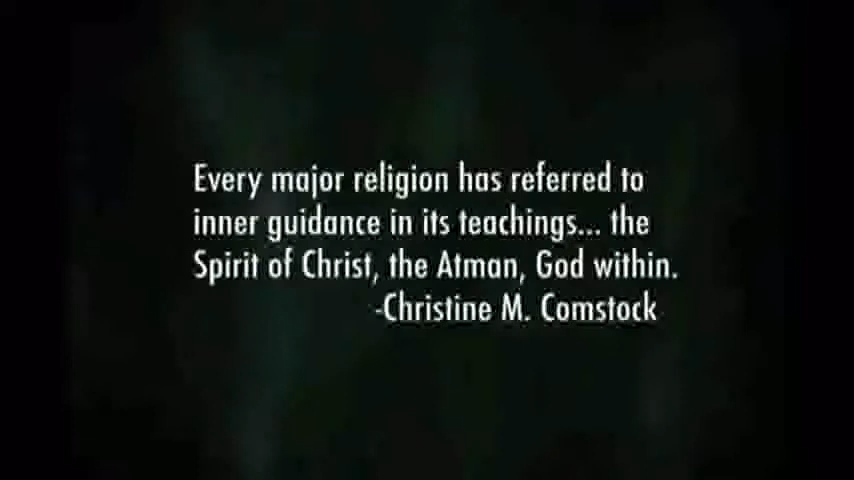 Every major religion has referred to
inner guidance in its teachings... the
Spirit of Christ, the Atman, God within.
-Christine M. Comstock